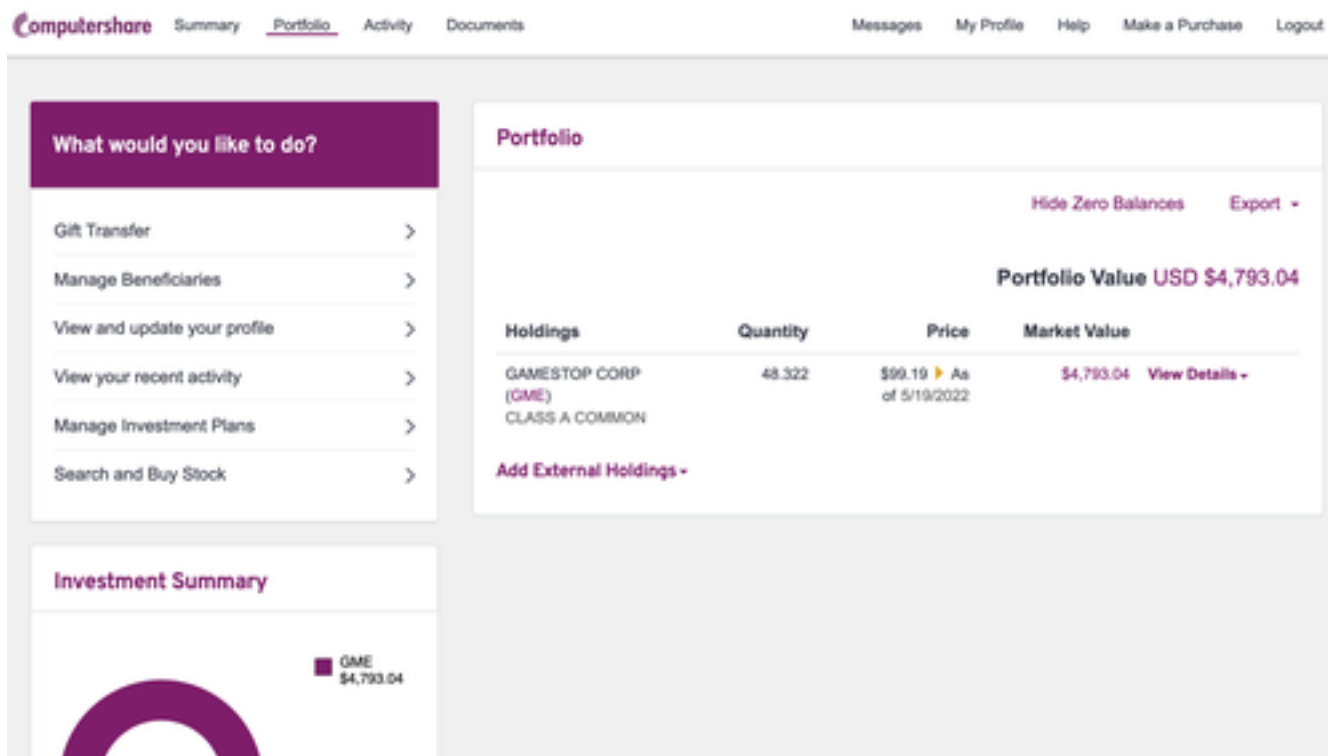 Computershare Summary Portfolio Activity Documents Messages My Profile Help Make a Purchase Logout
What would you like to do?
Gift Transfer
Manage Beneficiaries
View and update your profile
View your recent activity
Manage Investment Plans
Search and Buy Stock
Portfolio
Hide Zero Balances Export
Portfolio Value USD $4,793.04
Holdings Quantity Price Market Value
GAMESTOP CORP 48.322 $99.19 As $4,793.04 View Details
(GME) of 5/19/2022
CLASS A COMMON
Add External Holdings
Investment Summary
GME
$4,793.04